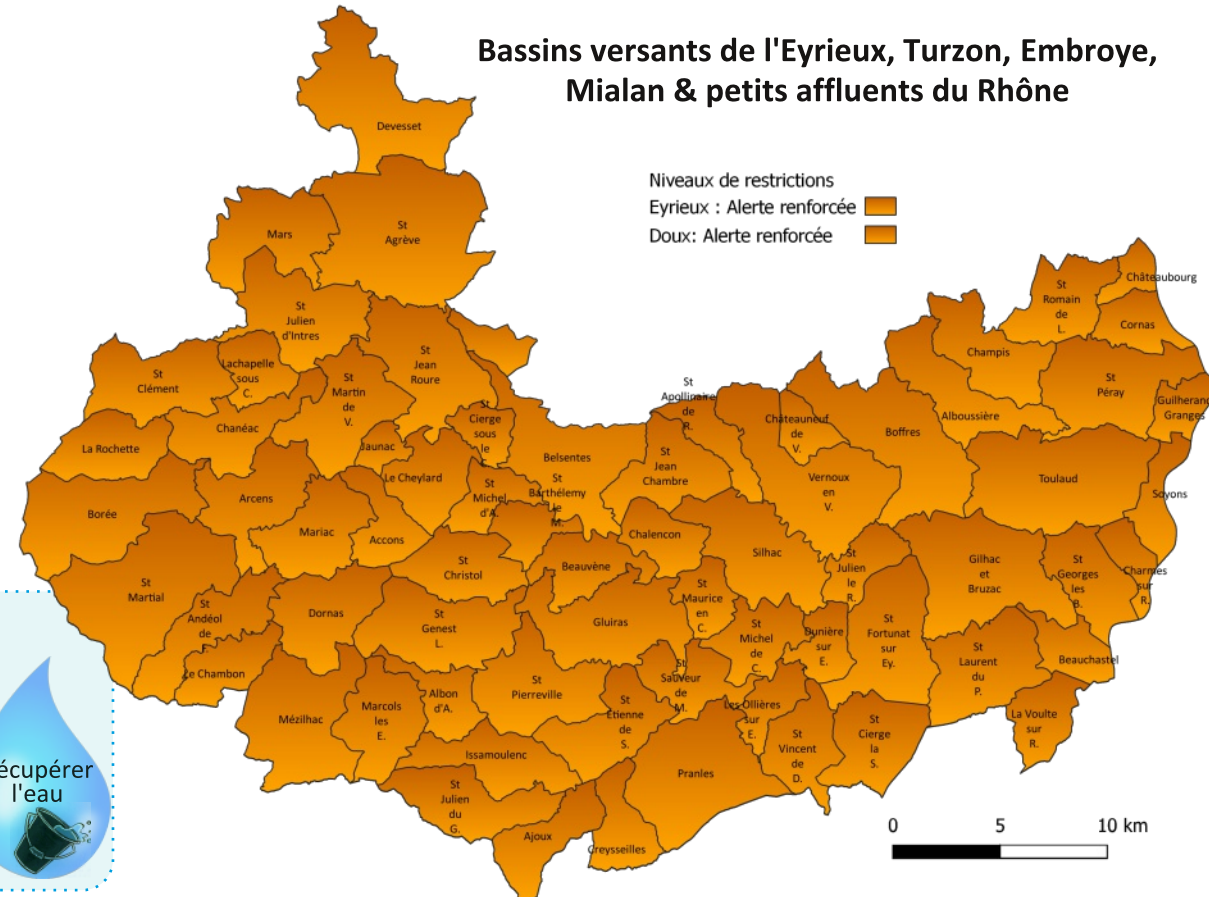 Bassins versants de l'Eyrieux, Turzon, Embroye,
Mialan & petits affluents du Rhône
Niveaux de restrictions
Eyrieux : Alerte renforcée
Doux: Alerte renforcée
Devesset
St
Agrève
Mars
St
Julien
d'Intres
St
Jean
Roure
Lachapelle
sous
C.
St
Clément
St
Martin
de
V.
Chanéac
La Rochette
Jaunac
St
Cierge
sous
le
C.
Le Cheylard
Belsentes
St
Michel
d'A.
St
Barthélemy
le
M.
St
Apollinaire
de
R.
St
Jean
Chambre
Châteauneuf
de
V.
Vernoux
en
V.
Boffres
Alboussière
Champis
St
Romain
de
L.
Châteaubourg
Cornas
St
Péray
Guilherand
Granges
Toulaud
Soyons
Borée
Arcens
Mariac
Accons
St
Christol
Beauvène
Chalencon
Silhac
St
Julien
le
R.
Gilhac
et
Bruzac
St
Georges
les
B.
Charmes
sur
R.
St
Martial
St
Andéol
de
F.
Le Chambon
Dornas
St
Genest
L.
Gluiras
St
Maurice
en
C.
St
Michel
de
C.
Dunière
sur
E.
St
Fortunat
sur
Ey.
St
Laurent
du
P.
Beauchastel
La Voulte
sur
R.
Mézilhac
Marcols
les
E.
Albon
d'A.
St
Pierreville
St
Etienne
de
S.
St
Sauveur
de
M.
Les Ollières
sur
E.
St
Vincent
de
D.
St
Cierge
la
S.
Issamoulenc
Pranles
St
Julien
du
G.
Ajoux
Creysseilles
écupérer
l'eau
0 5 10 km